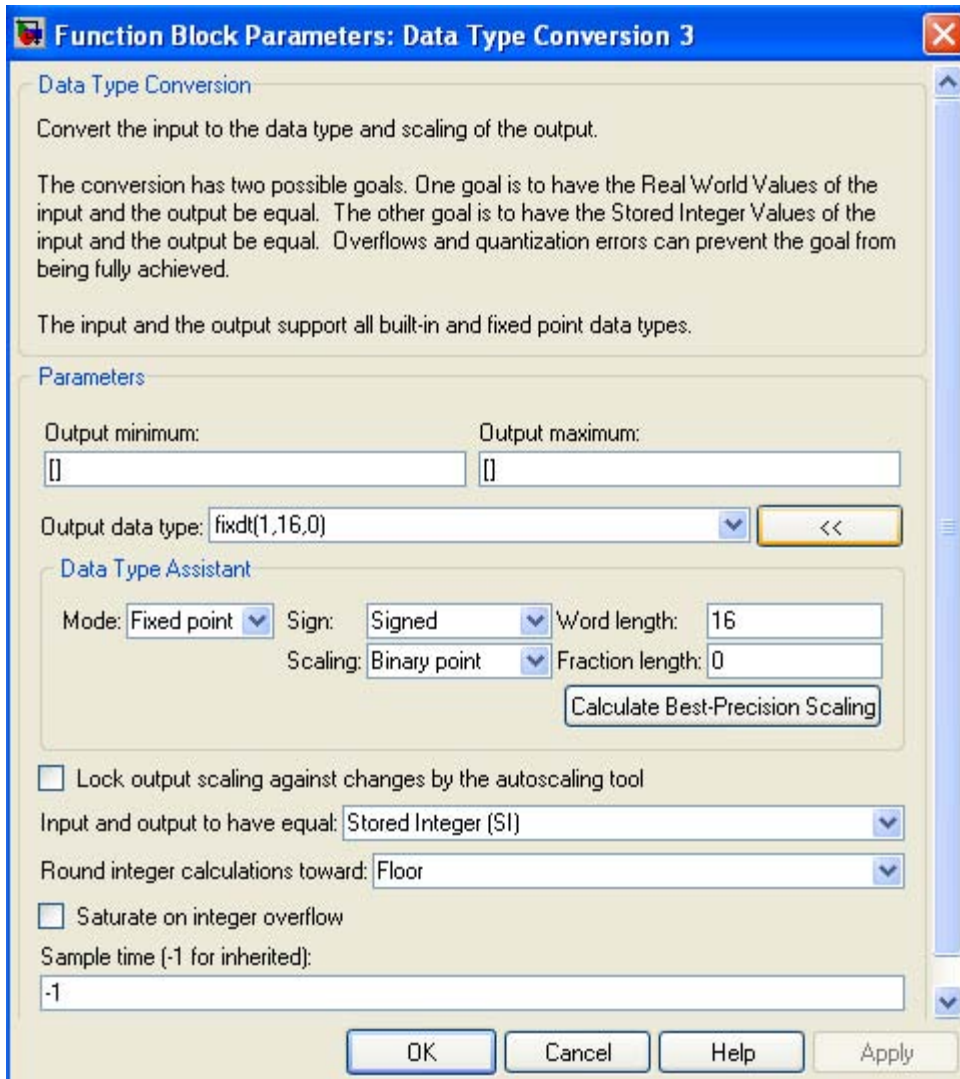 Function Block Parameters: Data Type Conversion 3
Data Type Conversion
Convert the input to the data type and scaling of the output.
The conversion has two possible goals. One goal is to have the Real World Values of the
input and the output be equal.  The other goal is to have the Stored Integer Values of the
input and the output be equal.  Overflows and quantization errors can prevent the goal from
being fully achieved.
The input and the output support all built-in and fixed point data types.
Parameters
Output minimum: Output maximum:
[] []
Output data type: fixdt(1,16,0) <<
Data Type Assistant
Mode: Fixed point Sign: Signed Word length: 16
Scaling: Binary point Fraction length: 0
Calculate Best-Precision Scaling
Lock output scaling against changes by the autoscaling tool
Input and output to have equal: Stored Integer (SI)
Round integer calculations toward: Floor
Saturate on integer overflow
Sample time (-1 for inherited):
-1
OK Cancel Help Apply